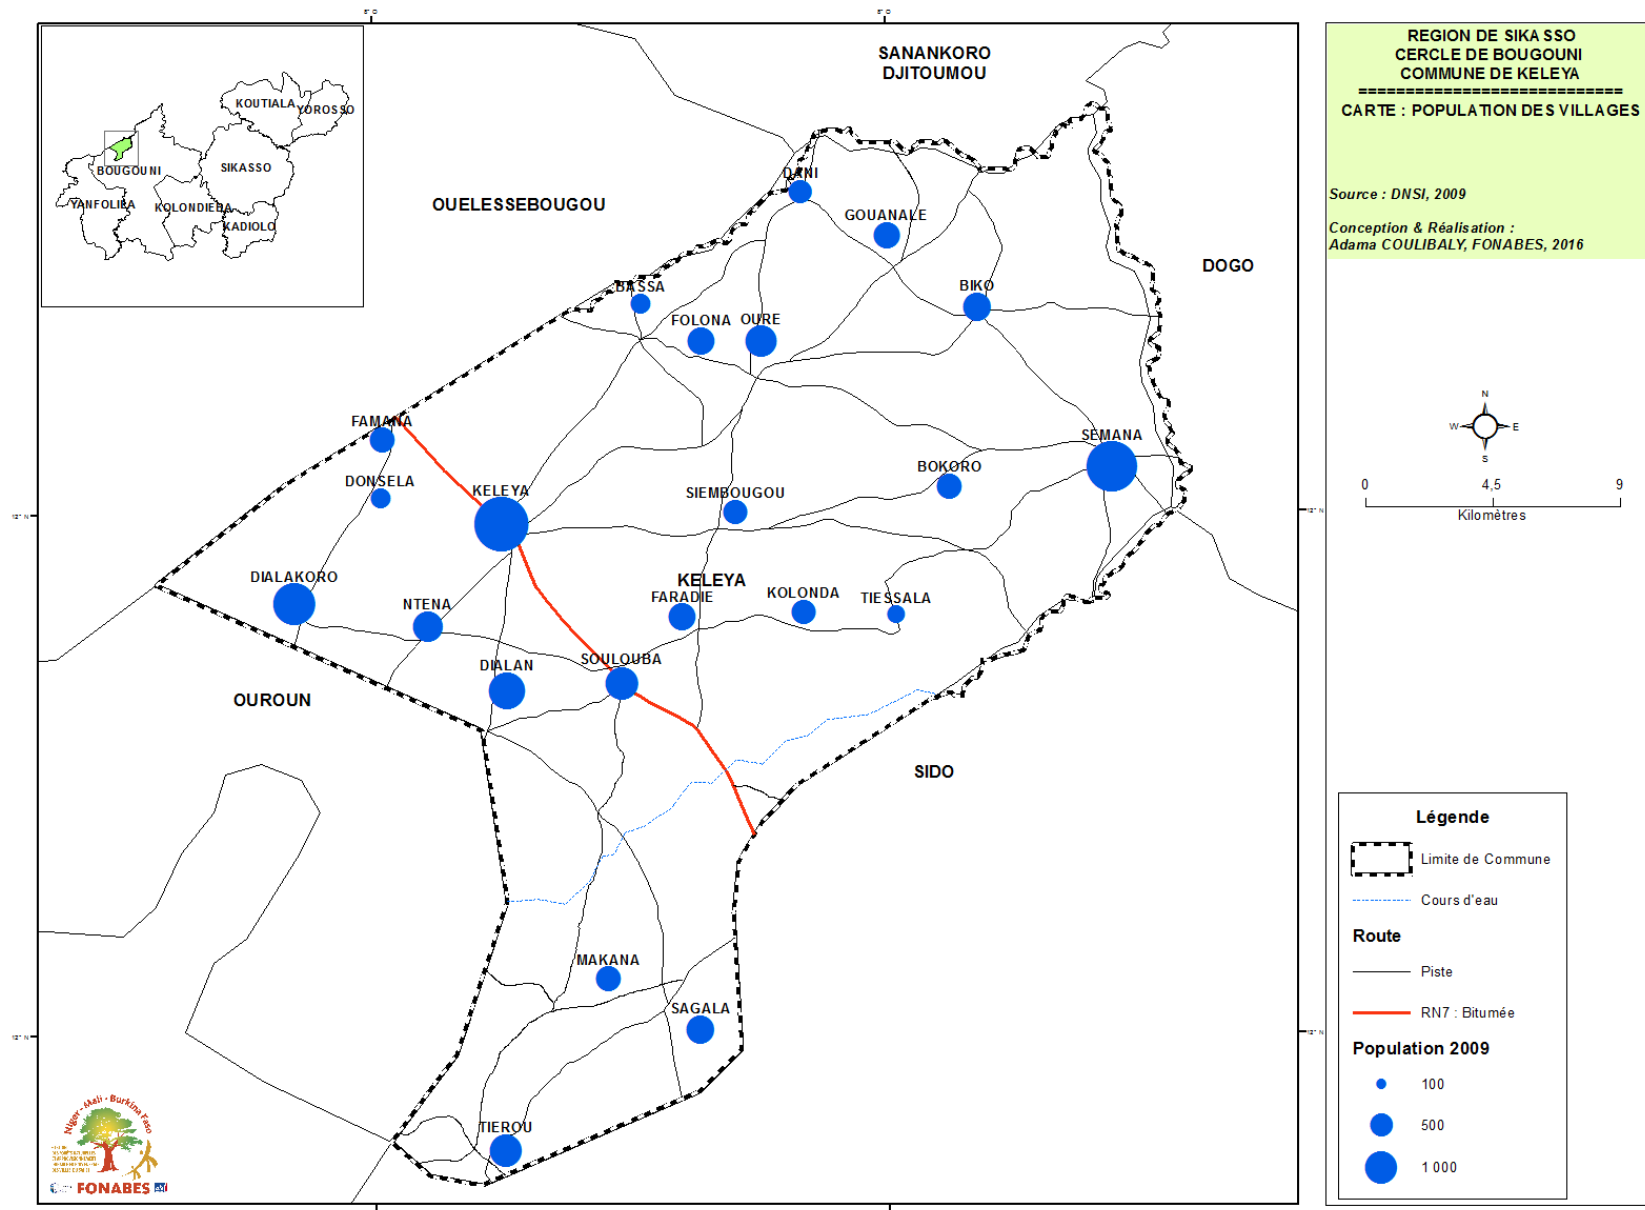 REGION DE SIKASSO
CERCLE DE BOUGOUNI
COMMUNE DE KELEYA
===========================
CARTE : POPULATION DES VILLAGES
Source : DNSI, 2009
Conception & Réalisation :
Adama COULIBALY, FONABES, 2016
KOUTIALA
YOROSSO
BOUGOUNI
SIKASSO
YANFOLILA
KOLONDIEBA
KADIOLO
SANANKORO
DJITOUMOU
OUELESSEBOUGOU
DOGO
OUROUN
SIDO
DANI
GOUANALE
BASSA
BIKO
FOLONA
OURE
FAMANA
SEMANA
DONSELA
KELEYA
BOKORO
SIEMBOUGOU
DIALAKORO
NTENA
KELEYA
FARADIE
KOLONDA
TIESSALA
DIALAN
SOULOUBA
MAKANA
SAGALA
TIEROU
N
W
E
S
0
4,5
9
Kilomètres
Légende
Limite de Commune
Cours d'eau
Route
Piste
RN7 : Bitumée
Population 2009
100
500
1 000
Niger - Mali - Burkina Faso
FONABES